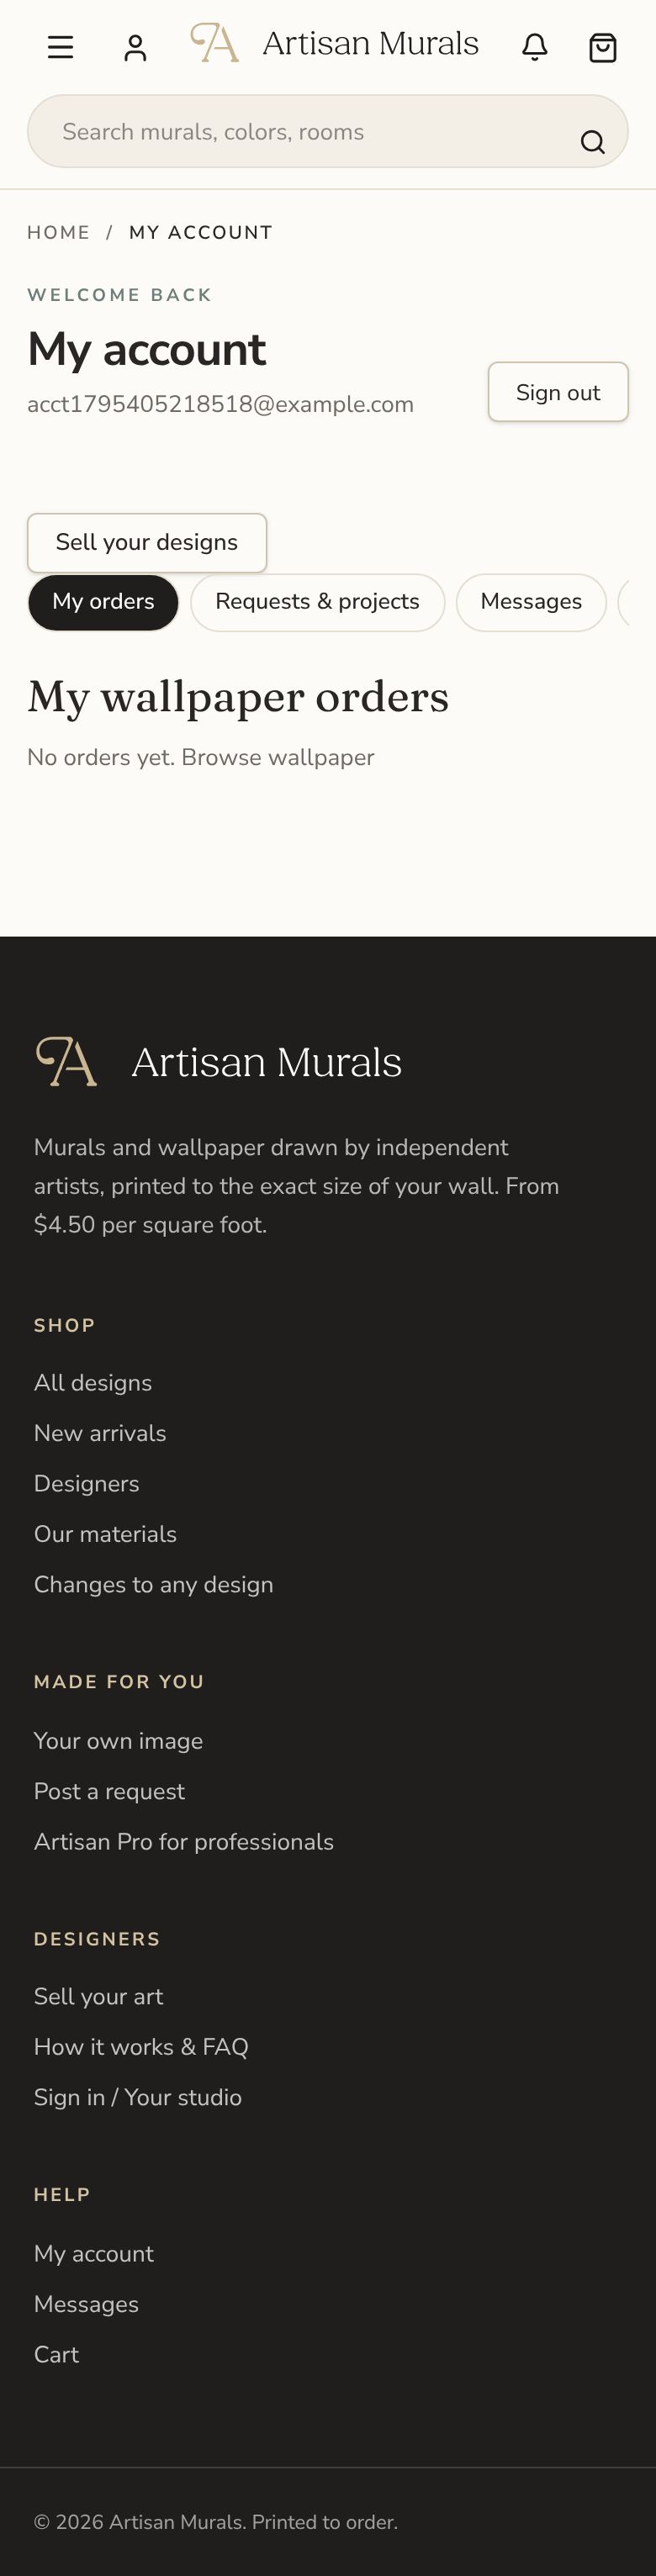 Artisan Murals
Search murals, colors, rooms
HOME / MY ACCOUNT
WELCOME BACK
My account
acct1795405218518@example.com
Sign out
Sell your designs
My orders Requests & projects Messages
My wallpaper orders
No orders yet. Browse wallpaper
A Artisan Murals
Murals and wallpaper drawn by independent
artists, printed to the exact size of your wall. From
$4.50 per square foot.
SHOP
All designs
New arrivals
Designers
Our materials
Changes to any design
MADE FOR YOU
Your own image
Post a request
Artisan Pro for professionals
DESIGNERS
Sell your art
How it works & FAQ
Sign in / Your studio
HELP
My account
Messages
Cart
© 2026 Artisan Murals. Printed to order.